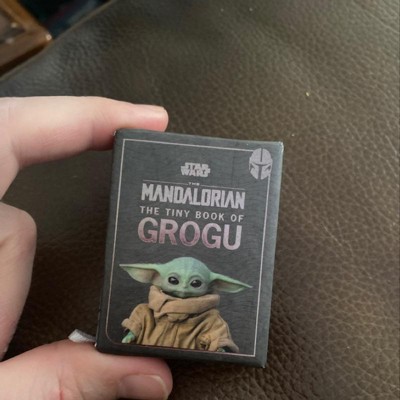 STAR
WARS
THE
MANDALORIAN
THE TINY BOOK OF
GROGU